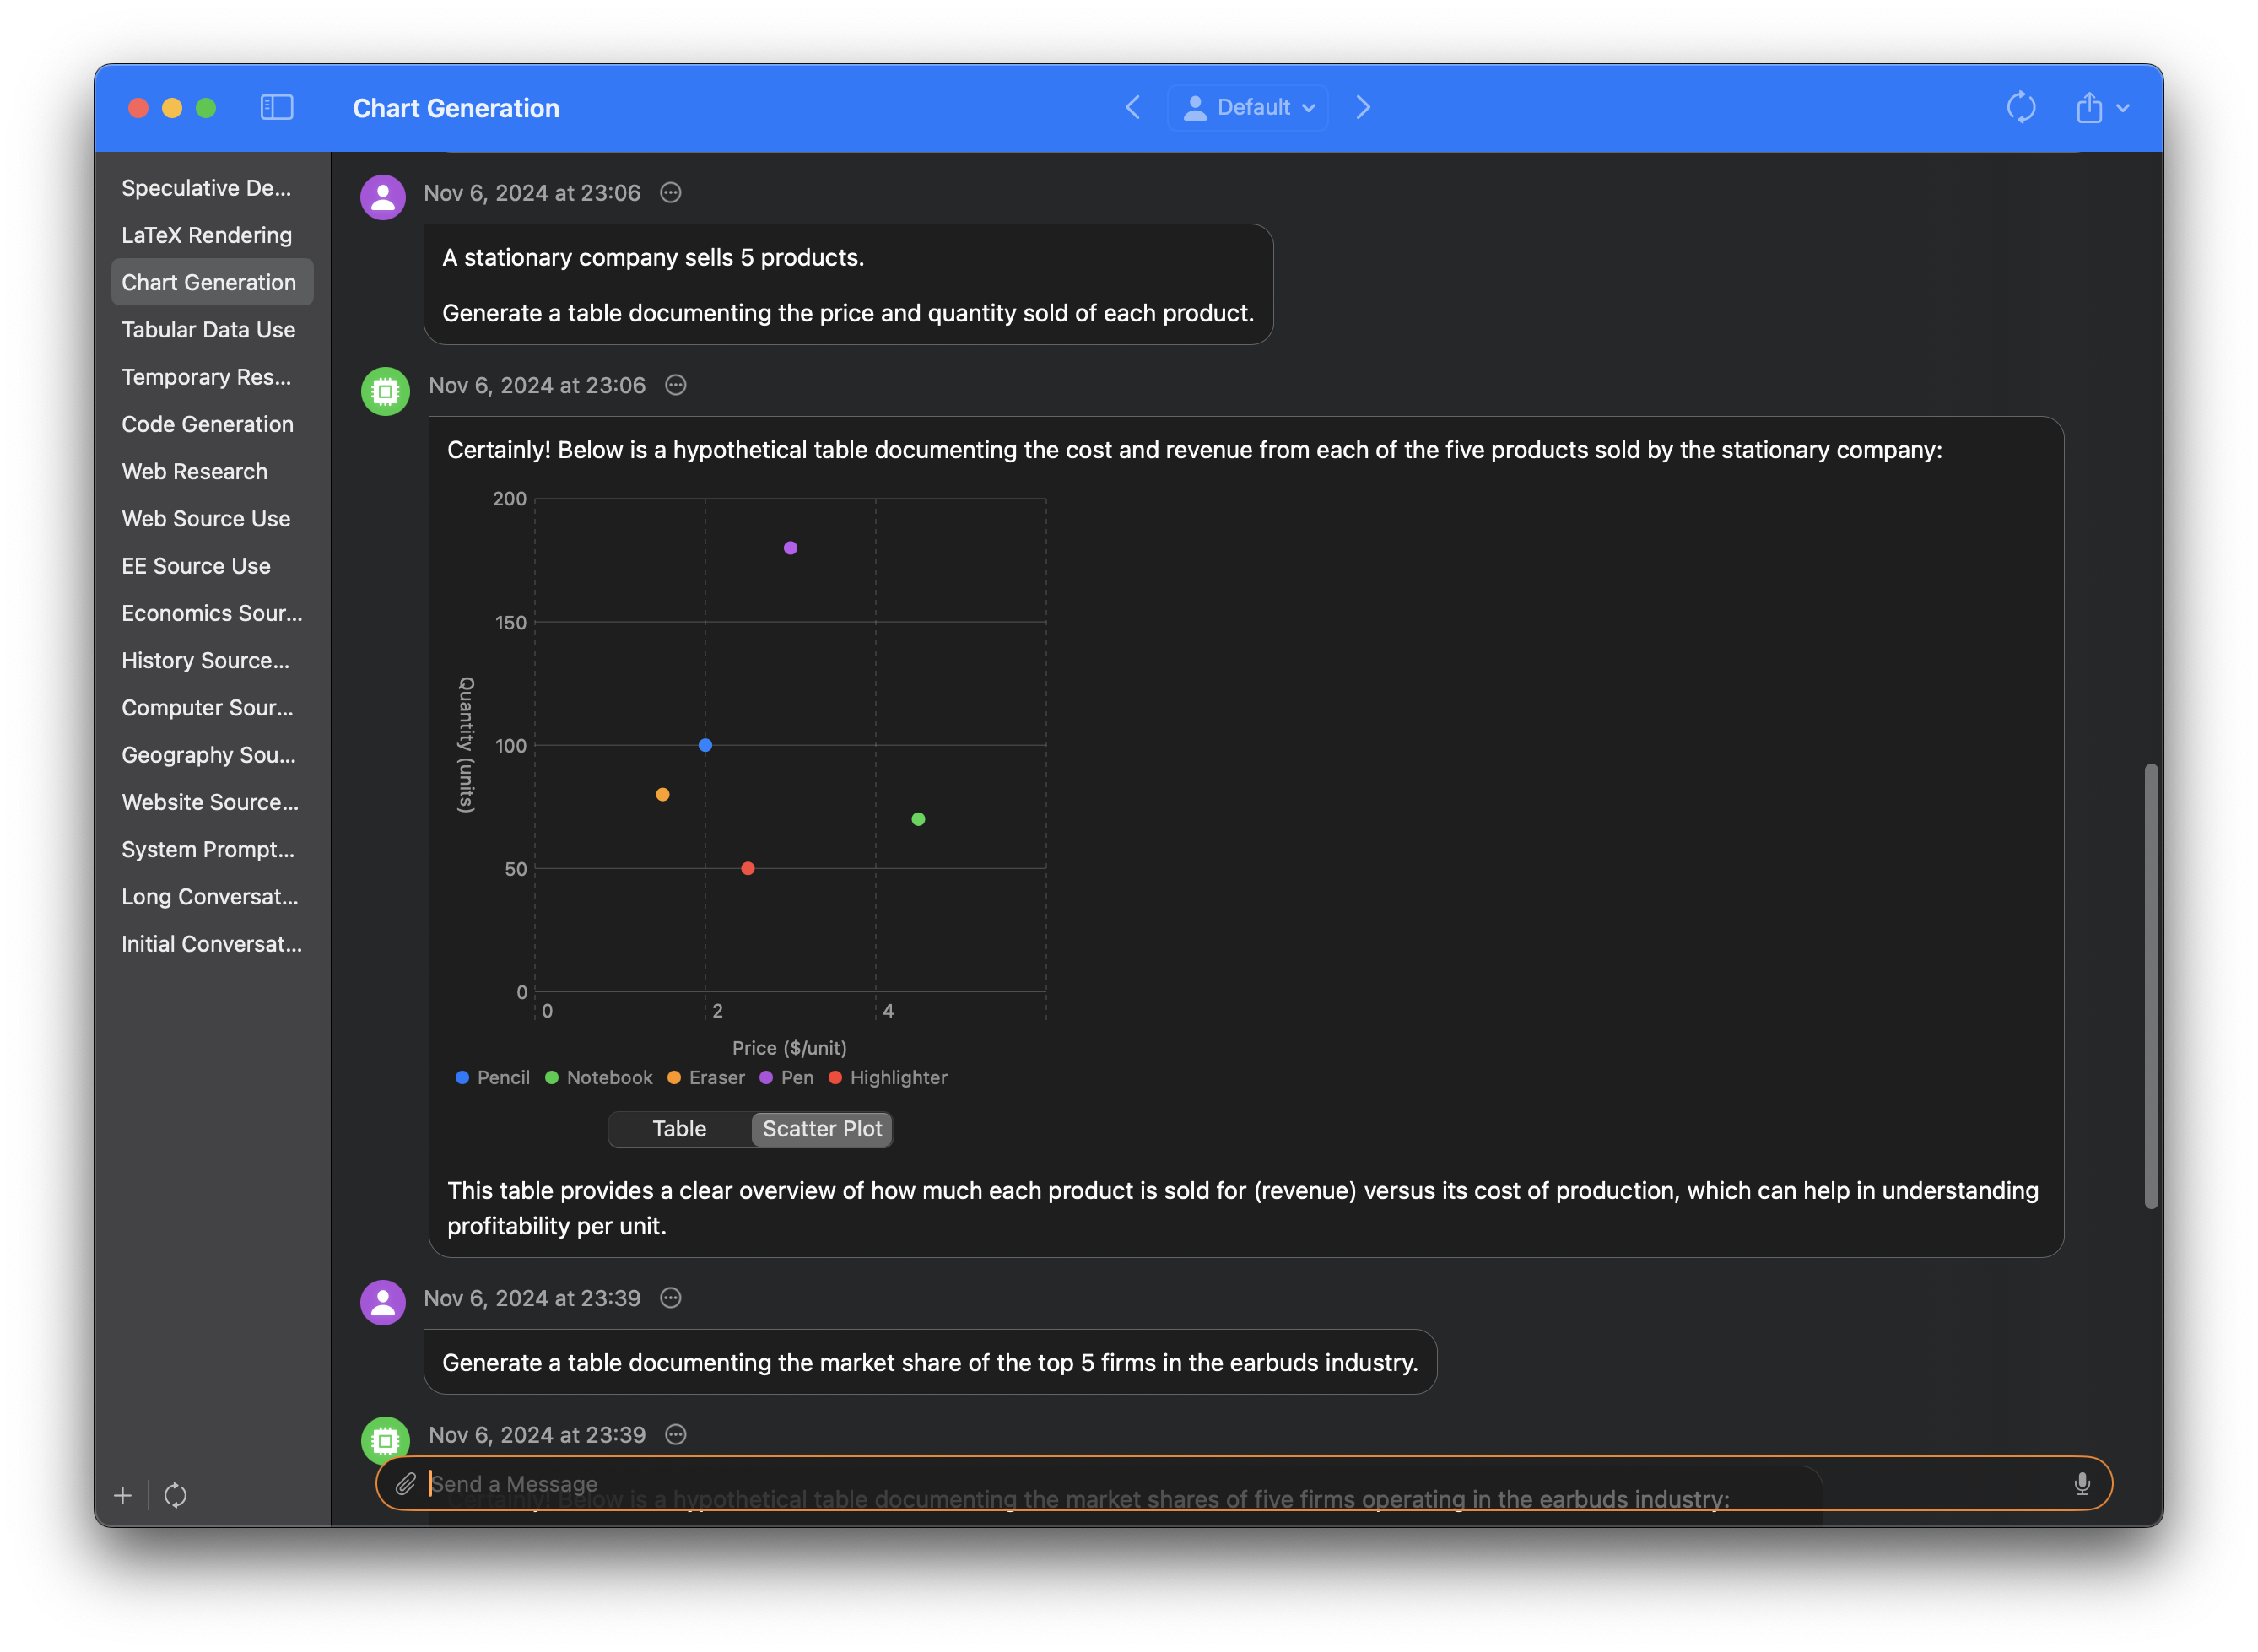 Chart Generation
Default
Speculative De...
LaTeX Rendering
Chart Generation
Tabular Data Use
Temporary Res...
Code Generation
Web Research
Web Source Use
EE Source Use
Economics Sour...
History Source...
Computer Sour...
Geography Sou...
Website Source...
System Prompt...
Long Conversat...
Initial Conversat...
Nov 6, 2024 at 23:06
A stationary company sells 5 products.
Generate a table documenting the price and quantity sold of each product.
Nov 6, 2024 at 23:06
Certainly! Below is a hypothetical table documenting the cost and revenue from each of the five products sold by the stationary company:
200
150
100
50
0
Quantity (units)
0 2 4
Price ($/unit)
Pencil Notebook Eraser Pen Highlighter
Table Scatter Plot
This table provides a clear overview of how much each product is sold for (revenue) versus its cost of production, which can help in understanding
profitability per unit.
Nov 6, 2024 at 23:39
Generate a table documenting the market share of the top 5 firms in the earbuds industry.
Nov 6, 2024 at 23:39
Send a Message
Certainly! Below is a hypothetical table documenting the market shares of five firms operating in the earbuds industry: